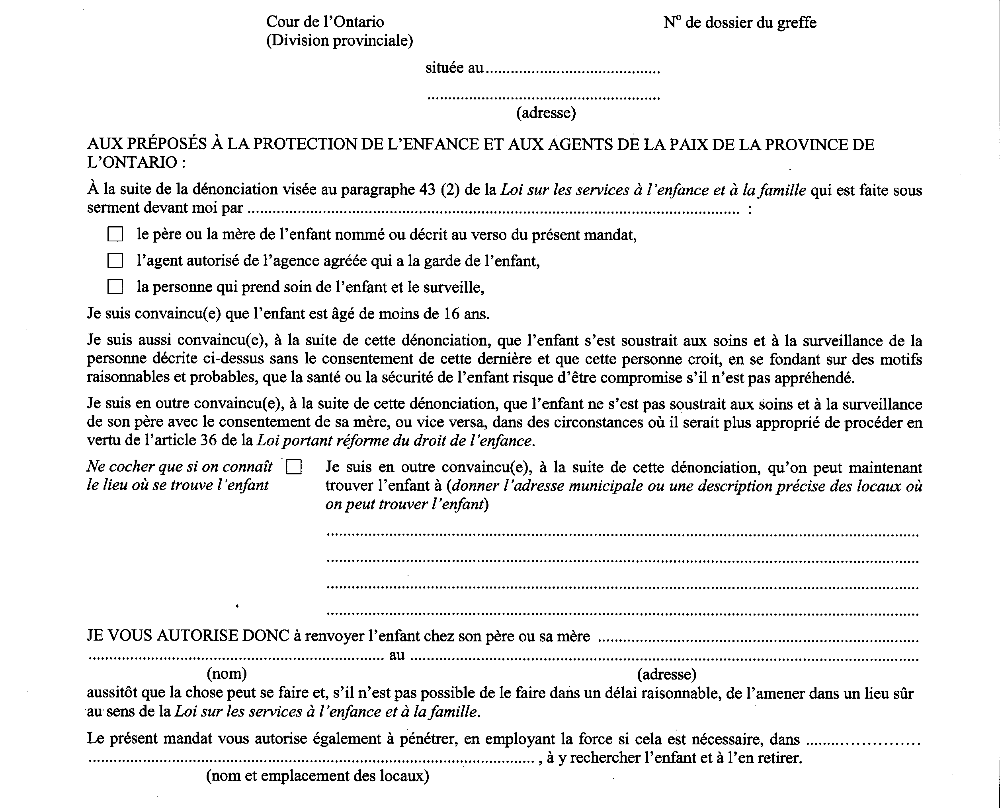 Cour de l'Ontario
(Division provinciale)
Nº de dossier du greffe
située au..........................................
........................................................
(adresse)
AUX PRÉPOSÉS À LA PROTECTION DE L'ENFANCE ET AUX AGENTS DE LA PAIX DE LA PROVINCE DE
L'ONTARIO :
À la suite de la dénonciation visée au paragraphe 43 (2) de la Loi sur les services à l'enfance et à la famille qui est faite sous
serment devant moi par ...................................................................................................................... :
☐ le père ou la mère de l'enfant nommé ou décrit au verso du présent mandat,
☐ l'agent autorisé de l'agence agréée qui a la garde de l'enfant,
☐ la personne qui prend soin de l'enfant et le surveille,
Je suis convaincu(e) que l'enfant est âgé de moins de 16 ans.
Je suis aussi convaincu(e), à la suite de cette dénonciation, que l'enfant s'est soustrait aux soins et à la surveillance de la
personne décrite ci-dessus sans le consentement de cette dernière et que cette personne croit, en se fondant sur des motifs
raisonnables et probables, que la santé ou la sécurité de l'enfant risque d'être compromise s'il n'est pas appréhendé.
Je suis en outre convaincu(e), à la suite de cette dénonciation, que l'enfant ne s'est pas soustrait aux soins et à la surveillance
de son père avec le consentement de sa mère, ou vice versa, dans des circonstances où il serait plus approprié de procéder en
vertu de l'article 36 de la Loi portant réforme du droit de l'enfance.
Ne cocher que si on connaît ☐
le lieu où se trouve l'enfant
Je suis en outre convaincu(e), à la suite de cette dénonciation, qu'on peut maintenant
trouver l'enfant à (donner l'adresse municipale ou une description précise des locaux où
on peut trouver l'enfant)
..............................................................................................................................................
..............................................................................................................................................
..............................................................................................................................................
..............................................................................................................................................
JE VOUS AUTORISE DONC à renvoyer l'enfant chez son père ou sa mère .............................................................................
....................................................................... au ..........................................................................................................................
(nom) (adresse)
aussitôt que la chose peut se faire et, s'il n'est pas possible de le faire dans un délai raisonnable, de l'amener dans un lieu sûr
au sens de la Loi sur les services à l'enfance et à la famille.
Le présent mandat vous autorise également à pénétrer, en employant la force si cela est nécessaire, dans ........................
........................................................................................................... , à y rechercher l'enfant et à l'en retirer.
(nom et emplacement des locaux)